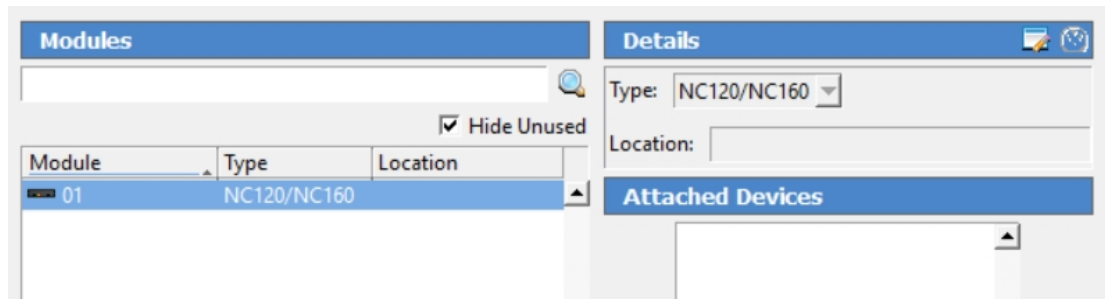 Modules
Hide Unused
Module Type Location
01 NC120/NC160
Details
Type: NC120/NC160
Location:
Attached Devices